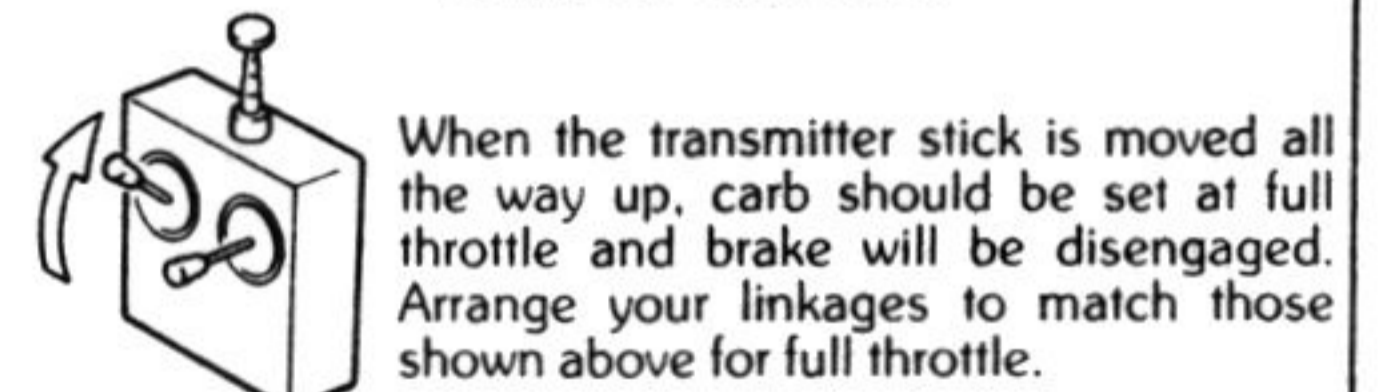 When the transmitter stick is moved all
the way up, carb should be set at full
throttle and brake will be disengaged.
Arrange your linkages to match those
shown above for full throttle.